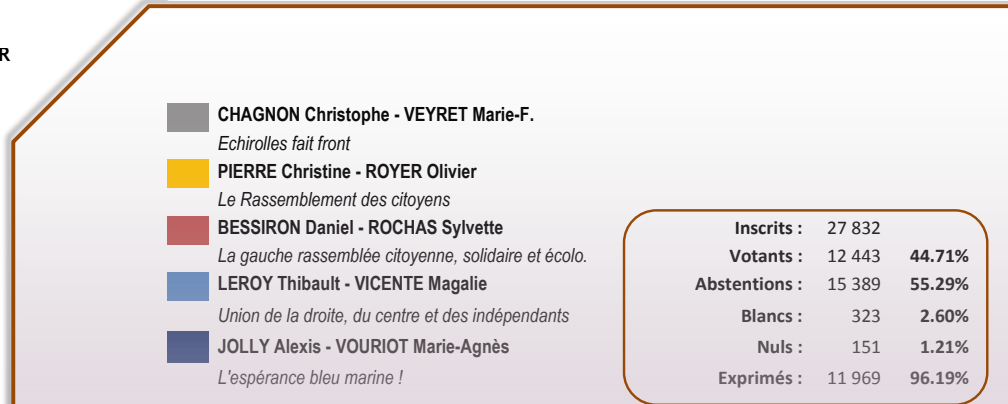 R
CHAGNON Christophe - VEYRET Marie-F.
Echirolles fait front
PIERRE Christine - ROYER Olivier
Le Rassemblement des citoyens
BESSIRON Daniel - ROCHAS Sylvette
La gauche rassemblée citoyenne, solidaire et écolo.
LEROY Thibault - VICENTE Magalie
Union de la droite, du centre et des indépendants
JOLLY Alexis - VOURIOT Marie-Agnès
L'espérance bleu marine !
Inscrits : 27 832
Votants : 12 443 44.71%
Abstentions : 15 389 55.29%
Blancs : 323 2.60%
Nuls : 151 1.21%
Exprimés : 11 969 96.19%